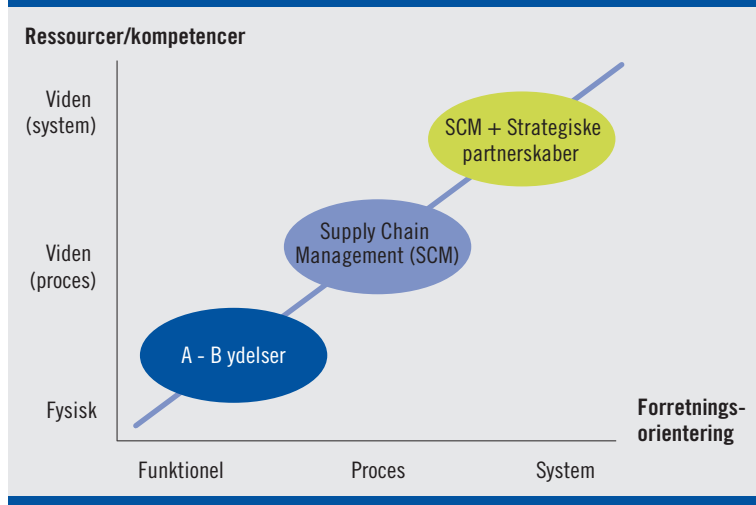 Ressourcer/kompetencer
Viden
(system)
SCM + Strategiske
partnerskaber
Supply Chain
Management (SCM)
Viden
(proces)
A - B ydelser
Fysisk
Forretnings-
orientering
Funktionel
Proces
System